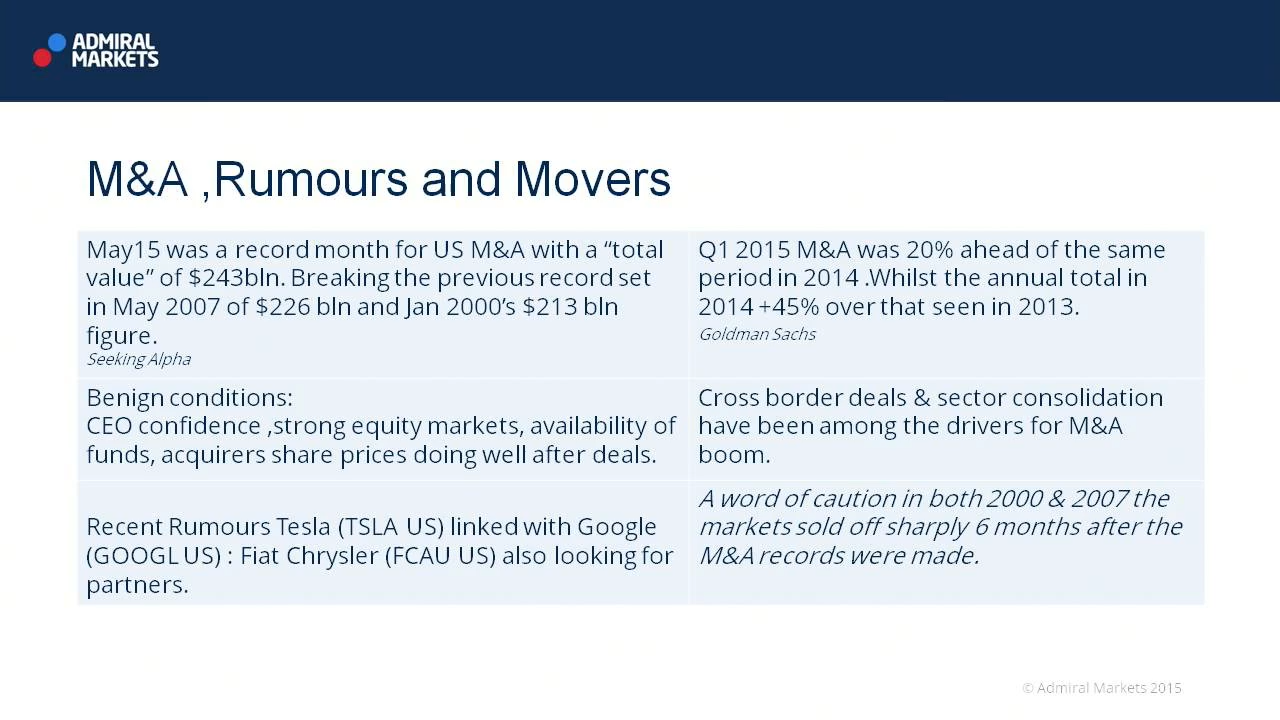 ADMIRAL
MARKETS
M&A ,Rumours and Movers
May15 was a record month for US M&A with a “total
value” of $243bln. Breaking the previous record set
in May 2007 of $226 bln and Jan 2000’s $213 bln
figure.
Seeking Alpha
Q1 2015 M&A was 20% ahead of the same
period in 2014 .Whilst the annual total in
2014 +45% over that seen in 2013.
Goldman Sachs
Benign conditions:
CEO confidence ,strong equity markets, availability of
funds, acquirers share prices doing well after deals.
Cross border deals & sector consolidation
have been among the drivers for M&A
boom.
Recent Rumours Tesla (TSLA US) linked with Google
(GOOGL US) : Fiat Chrysler (FCAU US) also looking for
partners.
A word of caution in both 2000 & 2007 the
markets sold off sharply 6 months after the
M&A records were made.
© Admiral Markets 2015